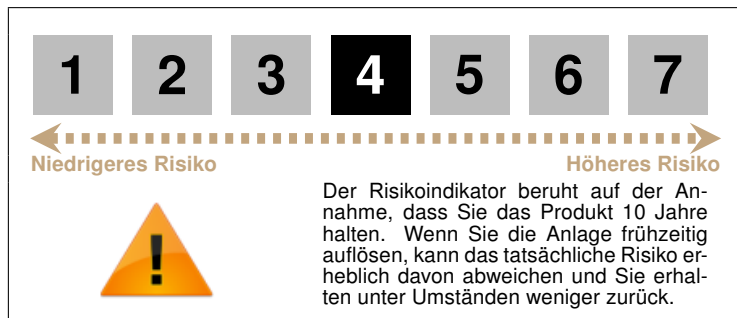 1 2 3 4 5 6 7
Niedrigeres Risiko Höheres Risiko
Der Risikoindikator beruht auf der An-
nahme, dass Sie das Produkt 10 Jahre
halten. Wenn Sie die Anlage frühzeitig
auflösen, kann das tatsächliche Risiko er-
heblich davon abweichen und Sie erhal-
ten unter Umständen weniger zurück.